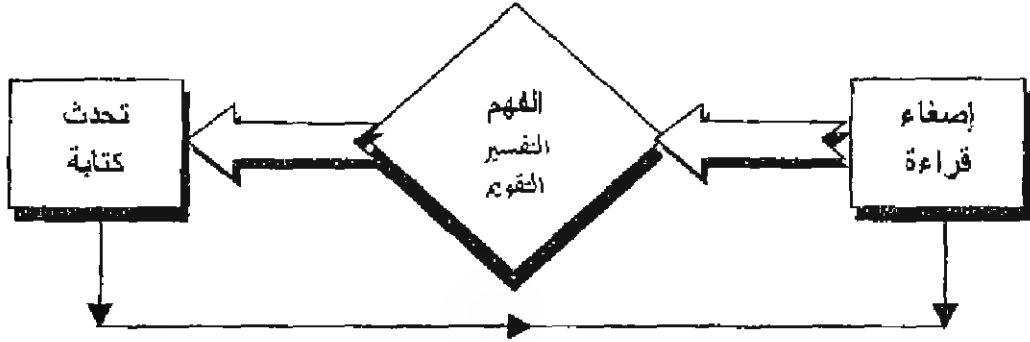 إصغاء
قراءة
الفهم
التفسير
التقويم
تحدث
كتابة